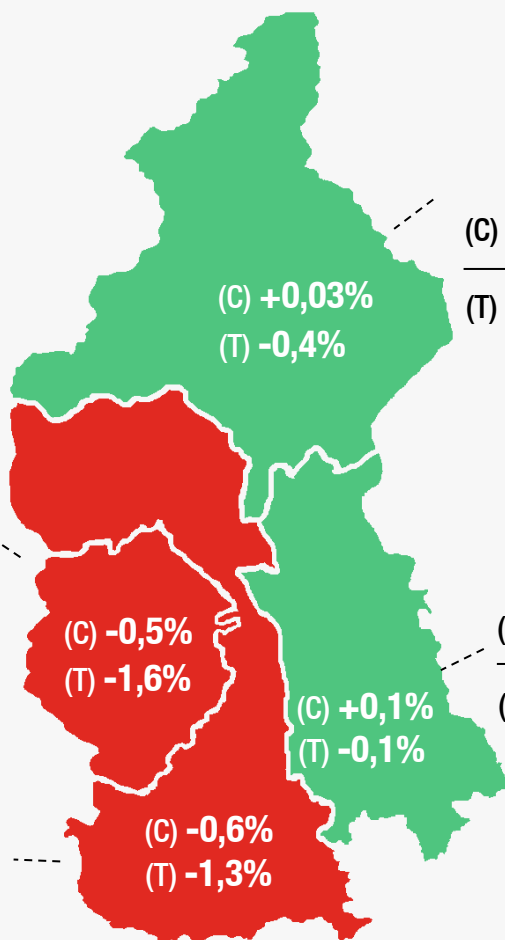 (C)
(T)
(C) +0,03%
(T) -0,4%
(C) -0,5%
(T) -1,6%
(C) +0,1%
(T) -0,1%
(C) -0,6%
(T) -1,3%